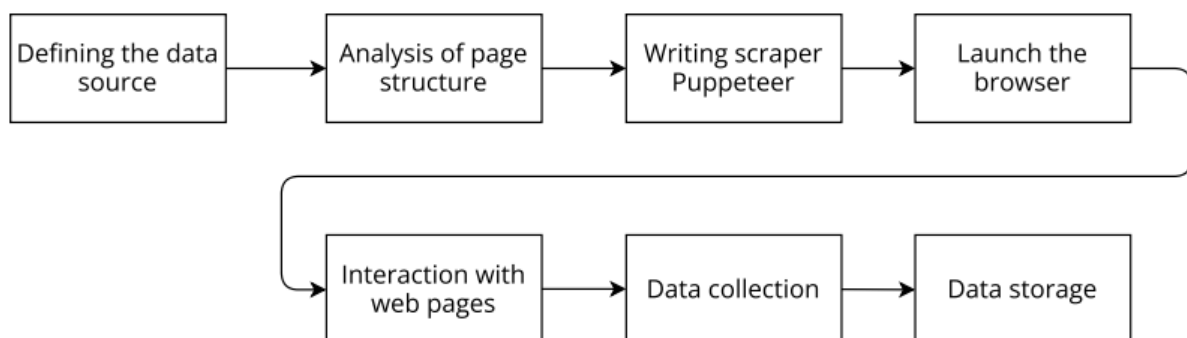 Defining the data
source
Analysis of page
structure
Writing scraper
Puppeteer
Launch the
browser
Interaction with
web pages
Data collection
Data storage